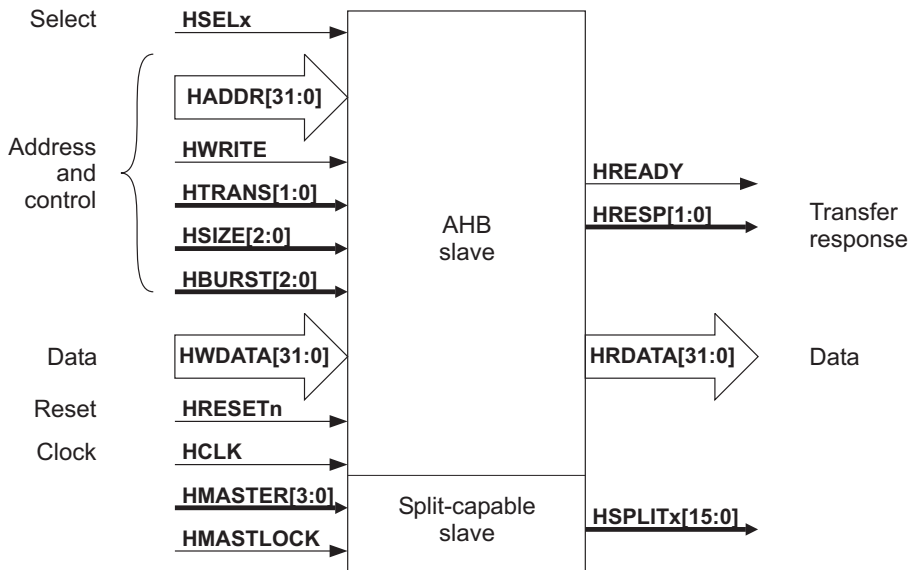 Select
HSELx
HADDR[31:0]
Address
and
control
HWRITE
HTRANS[1:0]
HSIZE[2:0]
HBURST[2:0]
Data
HWDATA[31:0]
Reset
HRESETn
Clock
HCLK
HMASTER[3:0]
HMASTLOCK
AHB
slave
Split-capable
slave
HREADY
HRESP[1:0]
Transfer
response
HRDATA[31:0]
Data
HSPLITx[15:0]